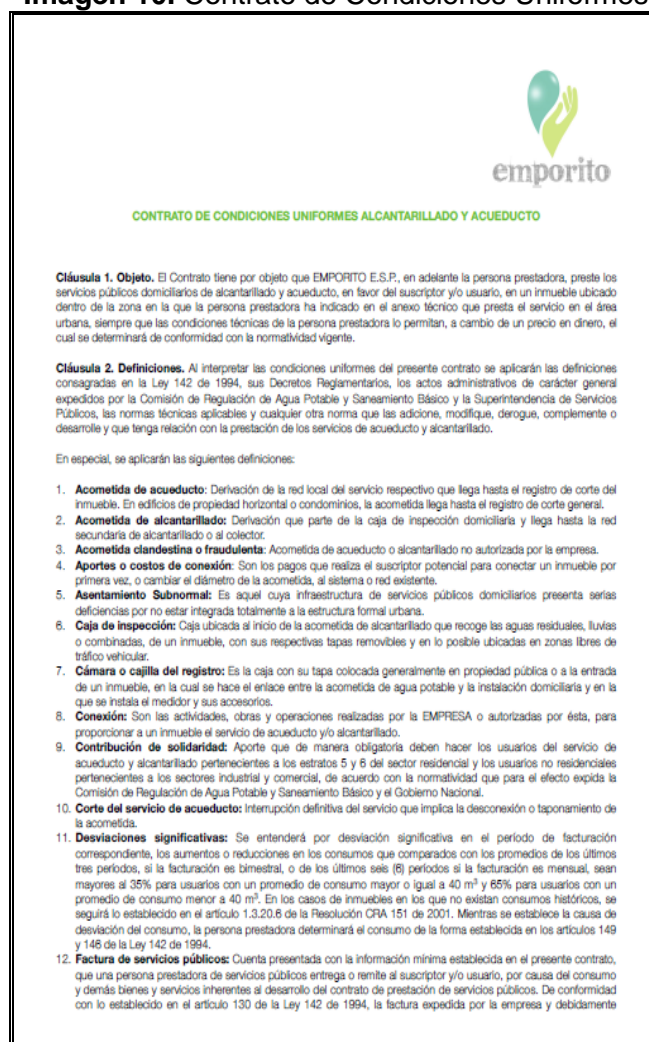 Imagen 10. Contrato de Condiciones Uniformes
emporito
CONTRATO DE CONDICIONES UNIFORMES ALCANTARILLADO Y ACUEDUCTO
Cláusula 1. Objeto. El Contrato tiene por objeto que EMPORITO E.S.P., en adelante la persona prestadora, preste los
servicios públicos domiciliarios de alcantarillado y acueducto, en favor del suscriptor y/o usuario, en un inmueble ubicado
dentro de la zona en la que la persona prestadora ha indicado en el anexo técnico que presta el servicio en el área
urbana, siempre que las condiciones técnicas de la persona prestadora lo permitan, a cambio de un precio en dinero, el
cual se determinará de conformidad con la normatividad vigente.
Cláusula 2. Definiciones. Al interpretar las condiciones uniformes del presente contrato se aplicarán las definiciones
consagradas en la Ley 142 de 1994, sus Decretos Reglamentarios, los actos administrativos de carácter general
expedidos por la Comisión de Regulación de Agua Potable y Saneamiento Básico y la Superintendencia de Servicios
Públicos, las normas técnicas aplicables y cualquier otra norma que las adicione, modifique, derogue, complemente o
desarrolle y que tenga relación con la prestación de los servicios de acueducto y alcantarillado.
En especial, se aplicarán las siguientes definiciones:
1. Acometida de acueducto: Derivación de la red local del servicio respectivo que llega hasta el registro de corte del
inmueble. En edificios de propiedad horizontal o condominios, la acometida llega hasta el registro de corte general.
2. Acometida de alcantarillado: Derivación que parte de la caja de inspección domiciliaria y llega hasta la red
secundaria de alcantarillado o al colector.
3. Acometida clandestina o fraudulenta: Acometida de acueducto o alcantarillado no autorizada por la empresa.
4. Aportes o costos de conexión: Son los pagos que realiza el suscriptor potencial para conectar un inmueble por
primera vez, o cambiar el diámetro de la acometida, al sistema o red existente.
5. Asentamiento Subnormal: Es aquel cuya infraestructura de servicios públicos domiciliarios presenta serias
deficiencias por no estar integrada totalmente a la estructura formal urbana.
6. Caja de inspección: Caja ubicada al inicio de la acometida de alcantarillado que recoge las aguas residuales, lluvias
o combinadas, de un inmueble, con sus respectivas tapas removibles y en lo posible ubicadas en zonas libres de
tráfico vehicular.
7. Cámara o cajilla del registro: Es la caja con su tapa colocada generalmente en propiedad pública o a la entrada
de un inmueble, en la cual se hace el enlace entre la acometida de agua potable y la instalación domiciliaria y en la
que se instala el medidor y sus accesorios.
8. Conexión: Son las actividades, obras y operaciones realizadas por la EMPRESA o autorizadas por ésta, para
proporcionar a un inmueble el servicio de acueducto y/o alcantarillado.
9. Contribución de solidaridad: Aporte que de manera obligatoria deben hacer los usuarios del servicio de
acueducto y alcantarillado pertenecientes a los estratos 5 y 6 del sector residencial y los usuarios no residenciales
pertenecientes a los sectores industrial y comercial, de acuerdo con la normatividad que para el efecto expida la
Comisión de Regulación de Agua Potable y Saneamiento Básico y el Gobierno Nacional.
10. Corte del servicio de acueducto: Interrupción definitiva del servicio que implica la desconexión o taponamiento de
la acometida.
11. Desviaciones significativas: Se entenderá por desviación significativa en el período de facturación
correspondiente, los aumentos o reducciones en los consumos que comparados con los promedios de los últimos
tres períodos, si la facturación es bimestral, o de los últimos seis (6) períodos si la facturación es mensual, sean
mayores al 35% para usuarios con un promedio de consumo mayor o igual a 40 m³ y 65% para usuarios con un
promedio de consumo menor a 40 m³. En los casos de inmuebles en los que no existan consumos históricos, se
seguirá lo establecido en el artículo 1.3.20.6 de la Resolución CRA 151 de 2001. Mientras se establece la causa de
desviación del consumo, la persona prestadora determinará el consumo de la forma establecida en los artículos 149
y 146 de la Ley 142 de 1994.
12. Factura de servicios públicos: Cuenta presentada con la información mínima establecida en el presente contrato,
que una persona prestadora de servicios públicos entrega o remite al suscriptor y/o usuario, por causa del consumo
y demás bienes y servicios inherentes al desarrollo del contrato de prestación de servicios públicos. De conformidad
con lo establecido en el artículo 130 de la Ley 142 de 1994, la factura expedida por la empresa y debidamente